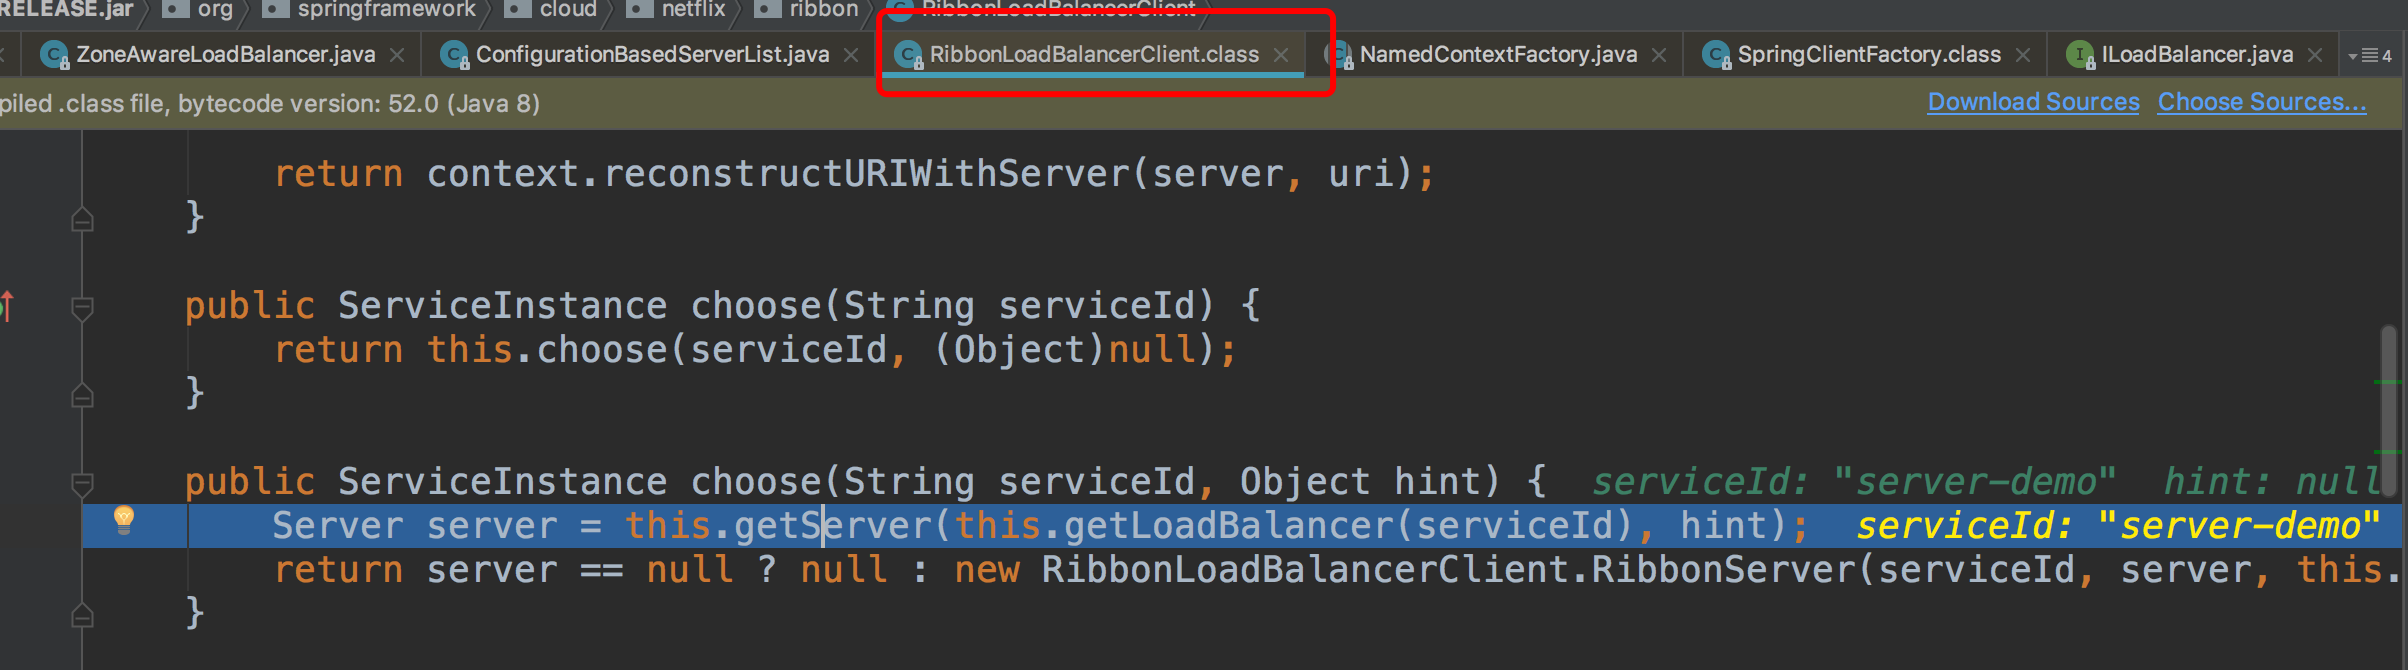 RELEASE.jar org springframework cloud netflix ribbon RibbonLoadBalancerClient
ZoneAwareLoadBalancer.java ConfigurationBasedServerList.java RibbonLoadBalancerClient.class NamedContextFactory.java SpringClientFactory.class ILoadBalancer.java 4
piled .class file, bytecode version: 52.0 (Java 8) Download Sources Choose Sources...
return context.reconstructURIWithServer(server, uri);
}
public ServiceInstance choose(String serviceId) {
return this.choose(serviceId, (Object)null);
}
public ServiceInstance choose(String serviceId, Object hint) { serviceId: "server-demo" hint: null
Server server = this.getServer(this.getLoadBalancer(serviceId), hint); serviceId: "server-demo"
return server == null ? null : new RibbonLoadBalancerClient.RibbonServer(serviceId, server, this.
}